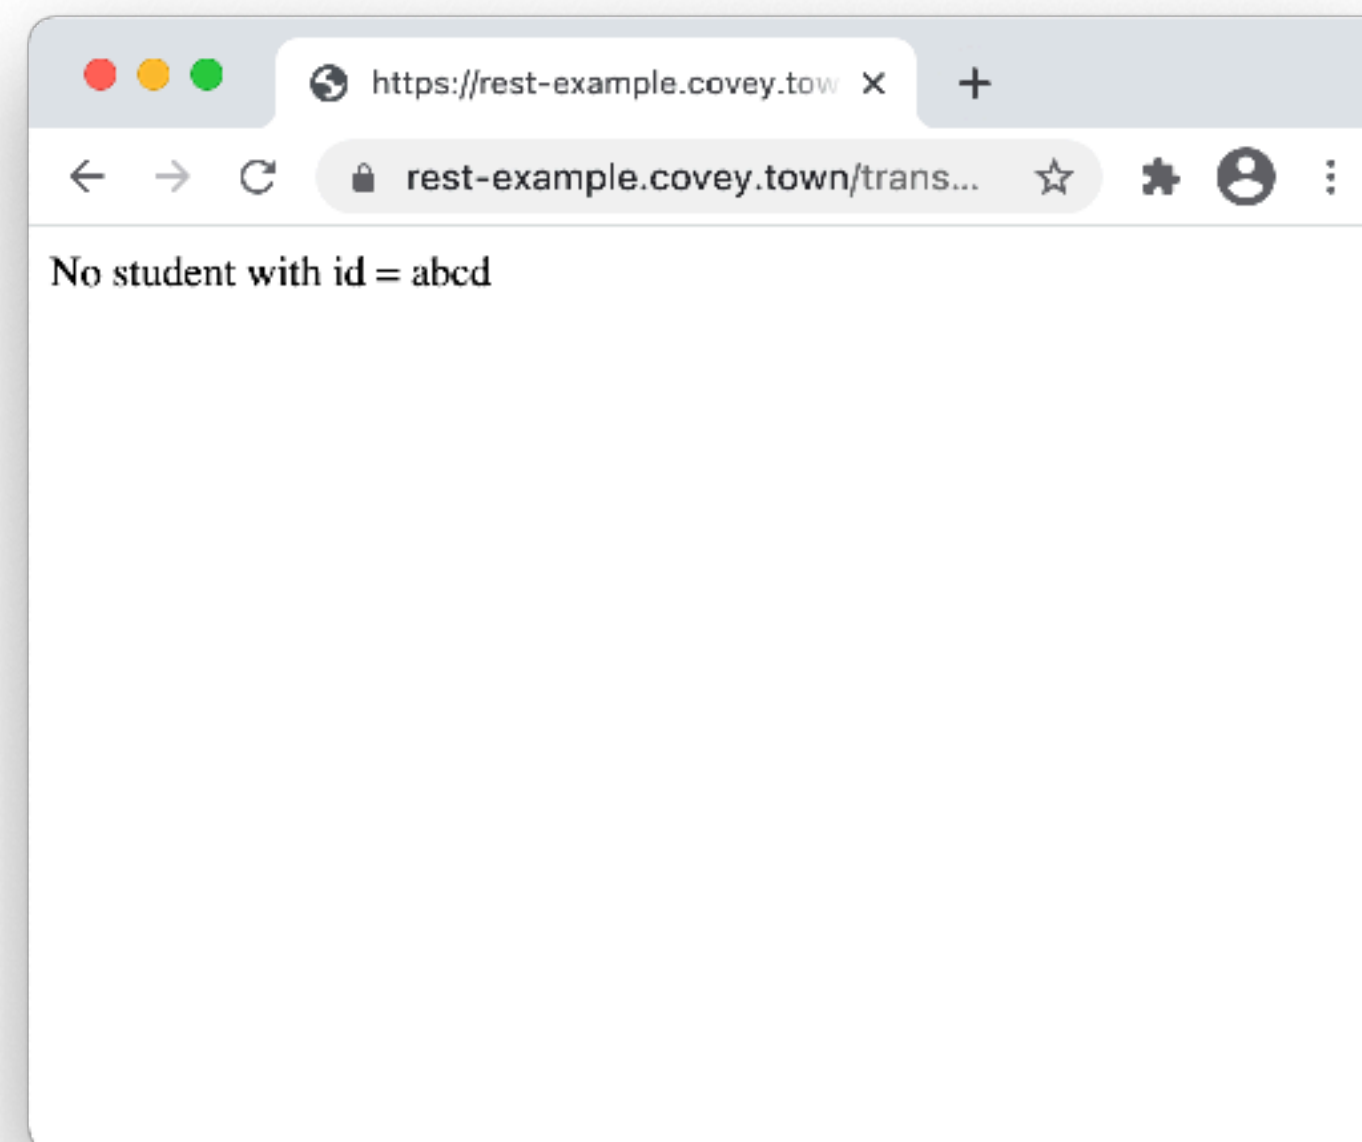 https://rest-example.covey.tow
rest-example.covey.town/trans...
No student with id = abcd